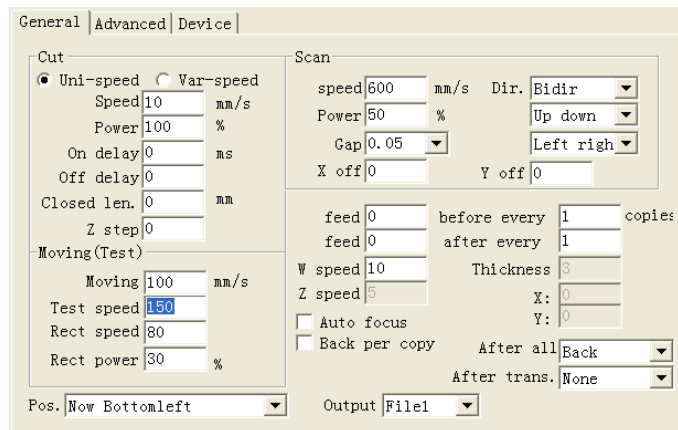 General Advanced Device
Cut
Uni-speed Var-speed
Speed 10 mm/s
Power 100 %
On delay 0 ms
Off delay 0
Closed len. 0 mm
Z step 0
Moving(Test)
Moving 100 mm/s
Test speed 150
Rect speed 80
Rect power 30 %
Scan
speed 600 mm/s Dir. Bidir
Power 50 % Up down
Gap 0.05 Left righ
X off 0 Y off 0
feed 0 before every 1 copies
feed 0 after every 1
W speed 10 Thickness 3
Z speed 5 X: 0
Auto focus Y: 0
Back per copy After all Back
After trans. None
Pos. Now Bottomleft Output File1